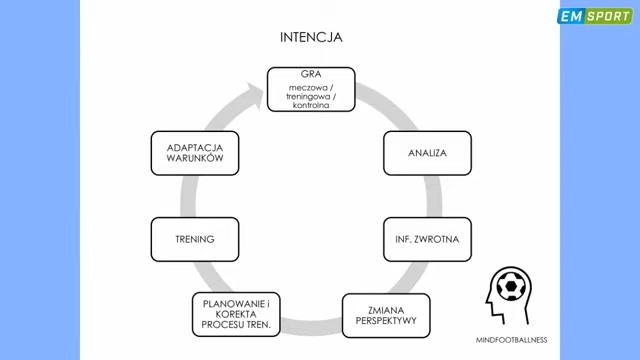 EM SPORT
INTENCJA
GRA
meczowa /
treningowa /
kontrolna
ADAPTACJA
WARUNKÓW
ANALIZA
TRENING
INF. ZWROTNA
PLANOWANIE i
KOREKTA
PROCESU TREN.
ZMIANA
PERSPEKTYWY
MINDFOOTBALLNESS